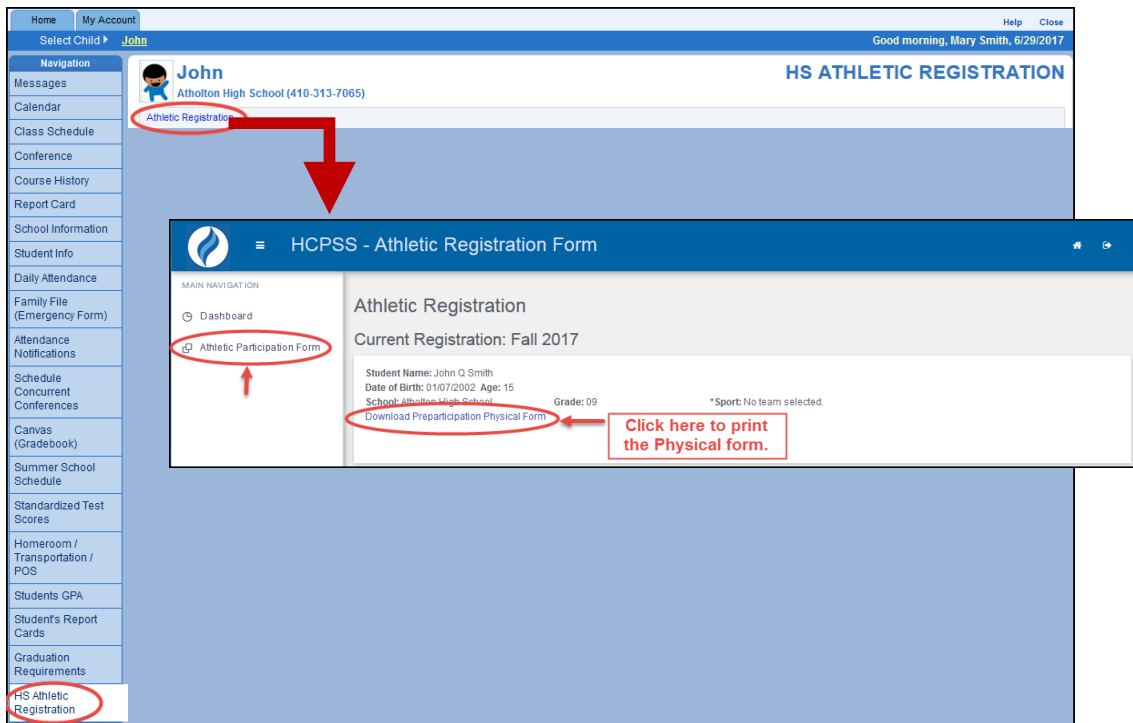 Home
My Account
Help
Close
Select Child
John
Good morning, Mary Smith, 6/29/2017
Navigation
Messages
Calendar
Class Schedule
Conference
Course History
Report Card
School Information
Student Info
Daily Attendance
Family File
(Emergency Form)
Attendance
Notifications
Schedule
Concurrent
Conferences
Canvas
(Gradebook)
Summer School
Schedule
Standardized Test
Scores
Homeroom /
Transportation /
POS
Students GPA
Student's Report
Cards
Graduation
Requirements
HS Athletic
Registration
John
HS ATHLETIC REGISTRATION
Atholton High School (410-313-7065)
Athletic Registration
HCPSS - Athletic Registration Form
MAIN NAVIGATION
Dashboard
Athletic Participation Form
Athletic Registration
Current Registration: Fall 2017
Student Name: John Q Smith
Date of Birth: 01/07/2002 Age: 15
School: Atholton High School Grade: 09 *Sport: No team selected.
Download Preparticipation Physical Form
Click here to print
the Physical form.